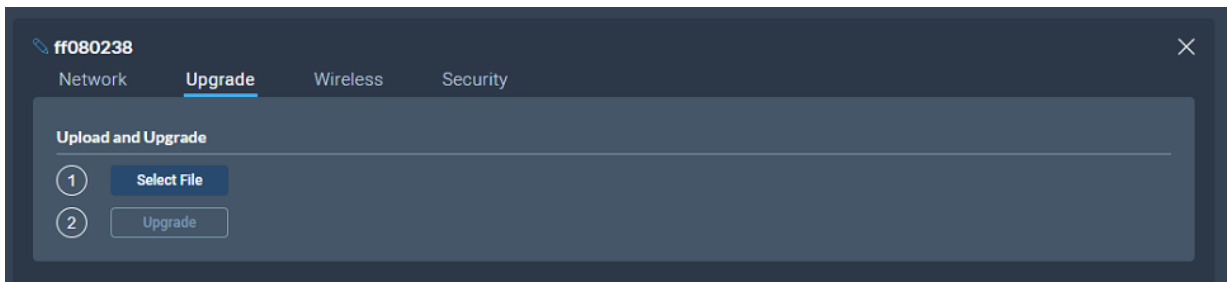 ff080238
Network Upgrade Wireless Security
Upload and Upgrade
1 Select File
2 Upgrade